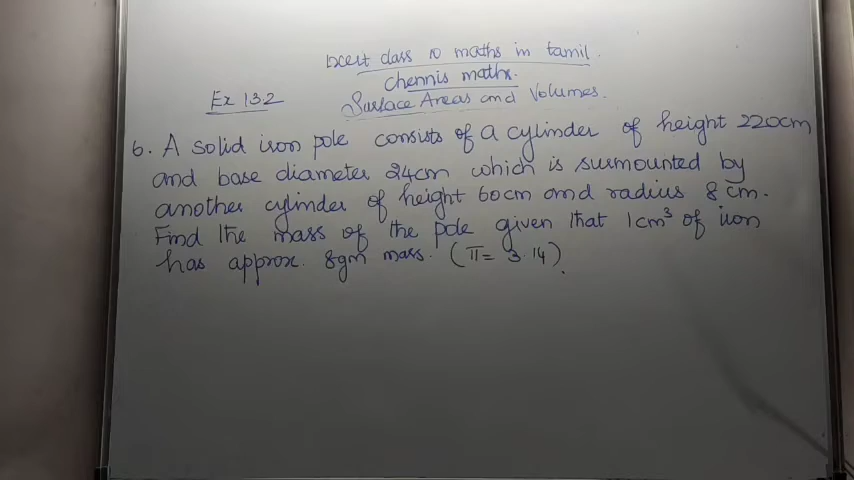 Ncert class 10 maths in tamil.
Chennis maths.
Ex 13.2
Surface Areas and Volumes.
6. A solid iron pole consists of a cylinder of height 220cm
and base diameter 24cm which is surmounted by
another cylinder of height 60cm and radius 8cm.
Find the mass of the pole given that 1cm³ of iron
has approx. 8gm mass. (π = 3.14).